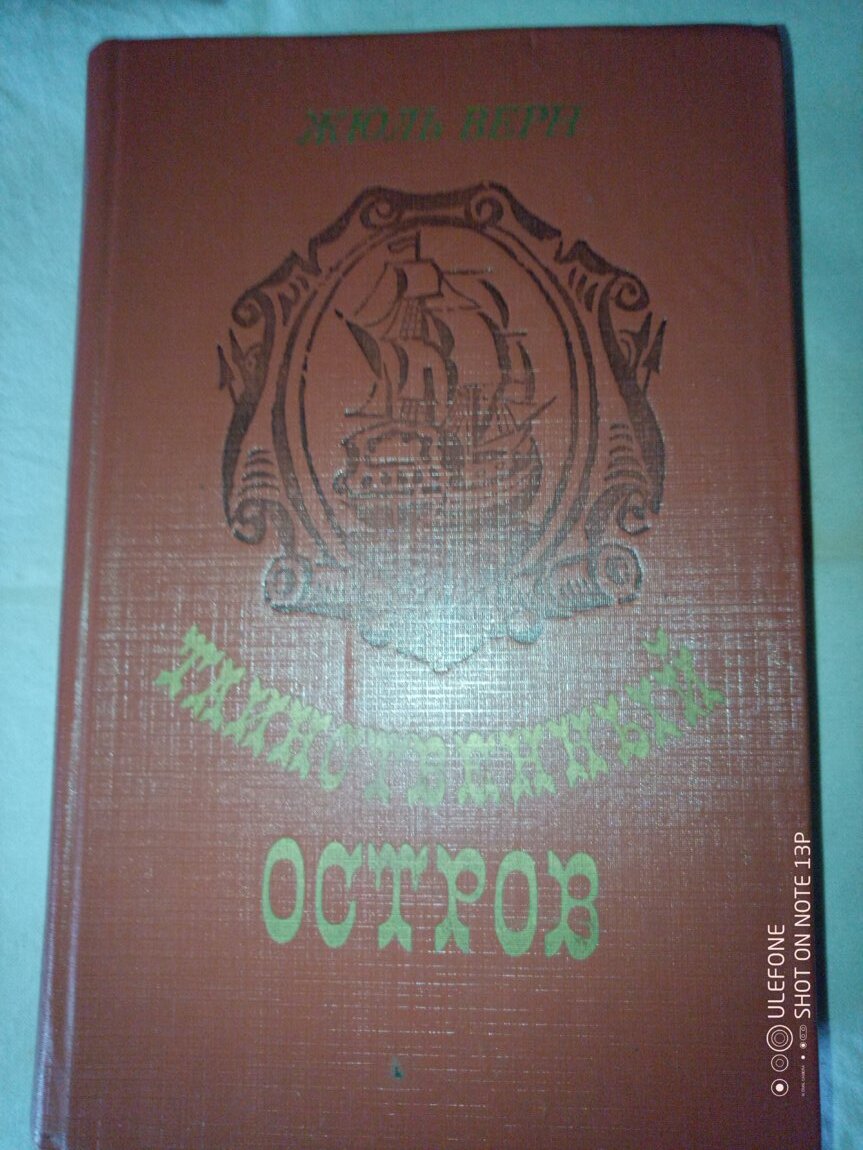 ЖЮЛЬ ВЕРН
ТАИНСТВЕННЫЙ
ОСТРОВ
ULEFONE
SHOT ON NOTE 13P